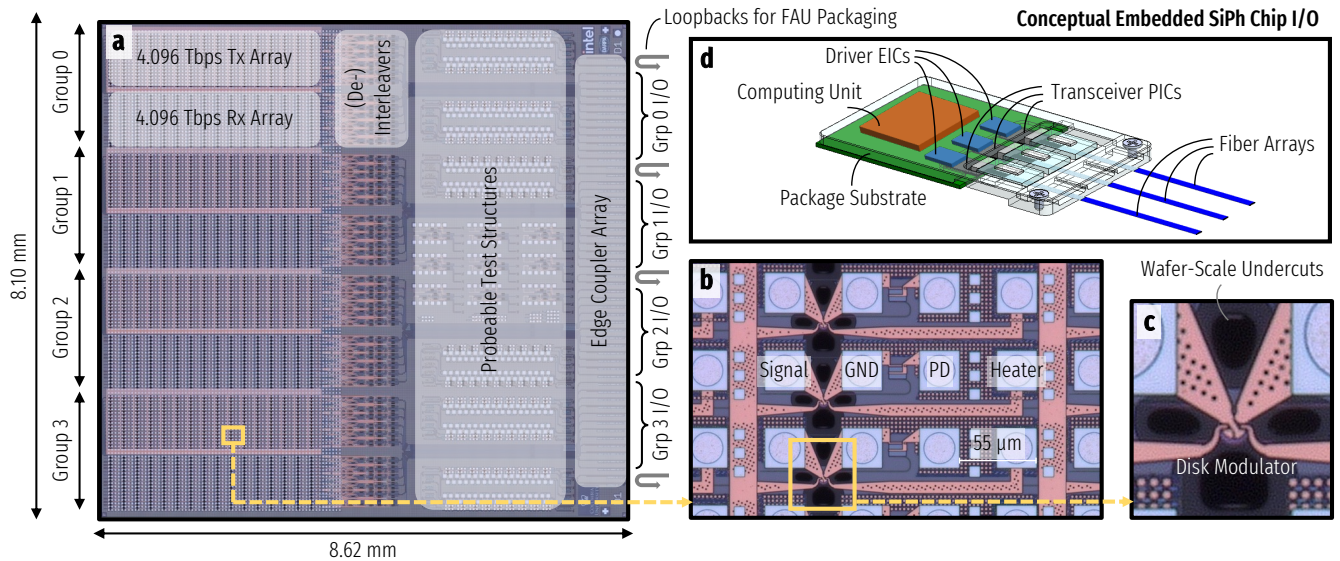 Loopbacks for FAU Packaging
Conceptual Embedded SiPh Chip I/O
a
intel
D1
Group 0
Group 1
Group 2
Group 3
8.10 mm
8.62 mm
4.096 Tbps Tx Array
4.096 Tbps Rx Array
(De-)
Interleavers
Probeable Test Structures
Edge Coupler Array
Grp 0 I/O
Grp 1 I/O
Grp 2 I/O
Grp 3 I/O
d
Driver EICs
Computing Unit
Transceiver PICs
Fiber Arrays
Package Substrate
b
Signal
GND
PD
Heater
55 µm
Wafer-Scale Undercuts
c
Disk Modulator